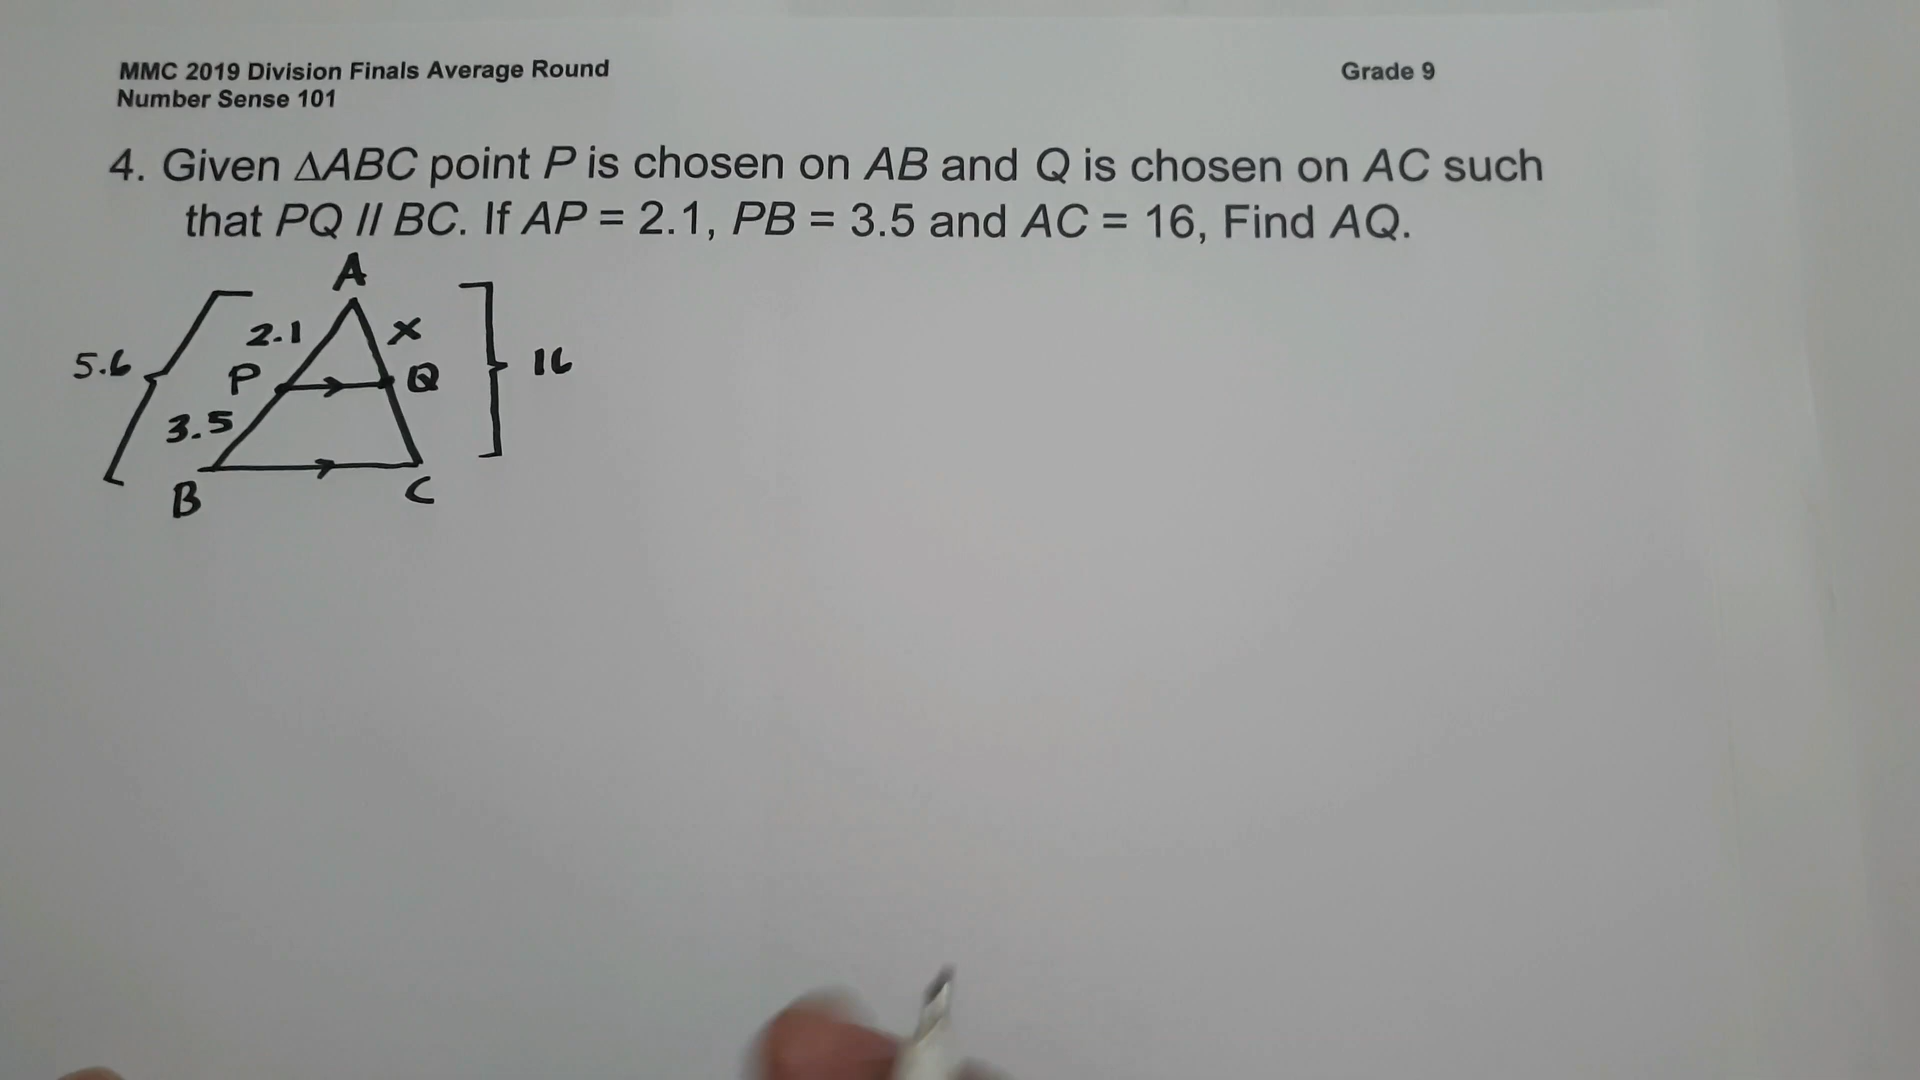 MMC 2019 Division Finals Average Round
Grade 9
Number Sense 101
4. Given ΔABC point P is chosen on AB and Q is chosen on AC such
that PQ // BC. If AP = 2.1, PB = 3.5 and AC = 16, Find AQ.
A
2.1
x
5.6
P
Q
16
3.5
B
C